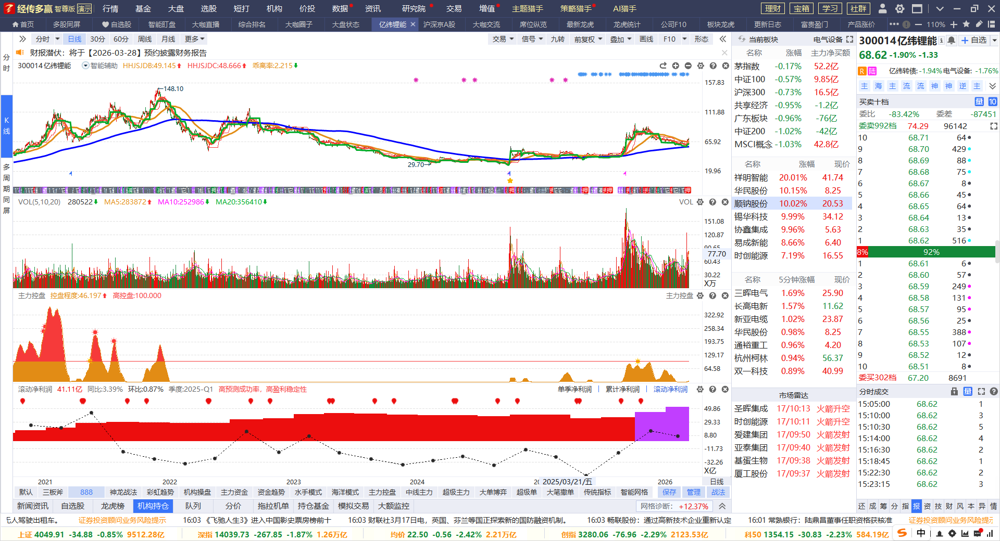 经传多赢 智尊版 演示 行情 基金 大盘 选股 短打 机构 价投 数据 资讯 研究院 交易 增值 主题猎手 策略猎手 AI猎手 理财 宝箱 学习 社群
首页 多股同屏 自选股 智能盯盘 大咖直播 综合排名 大咖圈子 大盘状态 亿纬锂能 沪深京A股 大咖交流 席位纵览 最新龙虎 龙虎统计 公司F10 板块龙虎 更新日志 富贵盈门 产品涨价 110%
分时 日线 30分 60分 周线 月线 更多 交易 信号 九转 前复权 叠加 画线 F10 形态
分时
K线
多周期同屏
财报潜伏：将于【2026-03-28】预约披露财务报告
300014 亿纬锂能 智能辅助 HHJSJDB:49.145 HHJSJDC:48.666 乖离率:2.215
157.83
148.10
111.88
65.92
29.70
19.96
VOL(5,10,20) 280522 MA5:283872 MA10:252986 MA20:356410 VOL
151.08
120.87
90.65
77.70
60.43
30.22
X万
主力控盘 控盘程度:46.197 高控盘:100.000 主力控盘
322.92
258.34
193.75
129.17
64.58
滚动净利润 41.11亿 同比:3.39% 环比:0.87% 季度:2025-Q1 高预测成功率，高盈利稳定性 单季净利润 累计净利润 滚动净利润
49.86
29.33
8.80
-11.73
-32.26
X亿
2021 2022 2023 2024 2025/03/21/五 2026 日线
默认 三板斧 888 神龙战法 彩虹趋势 机构操盘 主力资金 资金趋势 水手模式 海洋模式 主力控盘 中线主力 超级主力 大单博弈 超级单 大笔撤单 传统指标 智能网格 保存 管理 战法
新闻资讯 自选股 龙虎榜 机构持仓 队列 分价 拖拉机单 持仓基金 模拟交易 大额监控 网格诊断： +12.37%
当前板块 电气设备
名称 涨幅 主力净买额
茅指数 -0.17% 52.2亿
中证100 -0.57% 9.85亿
沪深300 -0.73% 16.5亿
共享经济 -0.95% -1.2亿
广东板块 -0.96% -76亿
中证200 -1.02% -42亿
MSCI概念 -1.03% 42.8亿
名称 涨幅 现价
祥明智能 20.01% 41.74
华民股份 10.15% 8.25
顺钠股份 10.02% 20.53
锡华科技 9.99% 34.12
协鑫集成 9.96% 5.63
易成新能 8.66% 6.40
时创能源 7.19% 16.55
名称 5分钟涨幅 现价
三晖电气 1.69% 25.90
长高电新 1.57% 11.62
新亚电缆 1.02% 23.87
华民股份 0.98% 8.25
通裕重工 0.96% 4.20
杭州柯林 0.94% 56.37
双一科技 0.89% 40.99
市场雷达
圣晖集成 17/10:13 火箭升空
时创能源 17/10:11 火箭升空
爱建集团 17/09:50 火箭发射
亚泰集团 17/09:40 火箭发射
基蛋生物 17/09:38 火箭发射
厦工股份 17/09:37 火箭发射
300014 亿纬锂能 自选
68.62 -1.90% -1.33
R 陆 亿纬转债:-1.94% 电气设备: -1.76%
主 海 主 流 流 神 神 逆 主
买卖十档 量 10
委比 -83.42% 委差 -87451
委卖992档 74.29 96142
10 68.71 64
9 68.70 429
8 68.69 88
7 68.68 75
6 68.67 8
5 68.66 45
4 68.65 64
3 68.64 13
2 68.63 35
1 68.62 516
8% 92%
1 68.61 6
2 68.60 57
3 68.59 249
4 68.58 131
5 68.57 95
6 68.56 25
7 68.55 388
8 68.53 107
9 68.52 12
10 68.51 8
委买302档 67.20 8691
分时成交 量
15:05:00 68.62 1
15:10:00 68.62 3
15:10:30 68.62 5
15:14:00 68.62 4
15:16:30 68.62 2
15:18:45 68.62 1
15:22:30 68.62 2
15:23:15 68.62 3
还 成 筹 分 指 报 资 技 财 风 本 异 情
无人驾驶出租车。 证券投资顾问业务风险提示 16:03 《飞驰人生3》进入中国影史票房榜前十 16:03 财联社3月17日电，英国、芬兰等国正探索新的国防融资机制。 16:03 畅联股份：通过高新技术企业重新认定 16:01 常熟银行：陆鼎昌董事任职资格获核准 证券投资顾问业务风险提示
上证 4049.91 -34.88 -0.85% 9512.28亿 深指 14039.73 -267.85 -1.87% 1.26万亿 均价 22.50 -0.56 -2.42% 2.21万亿 创指 3280.06 -76.96 -2.29% 2123.53亿 科50 1354.15 -30.83 -2.23% 584.19亿 中